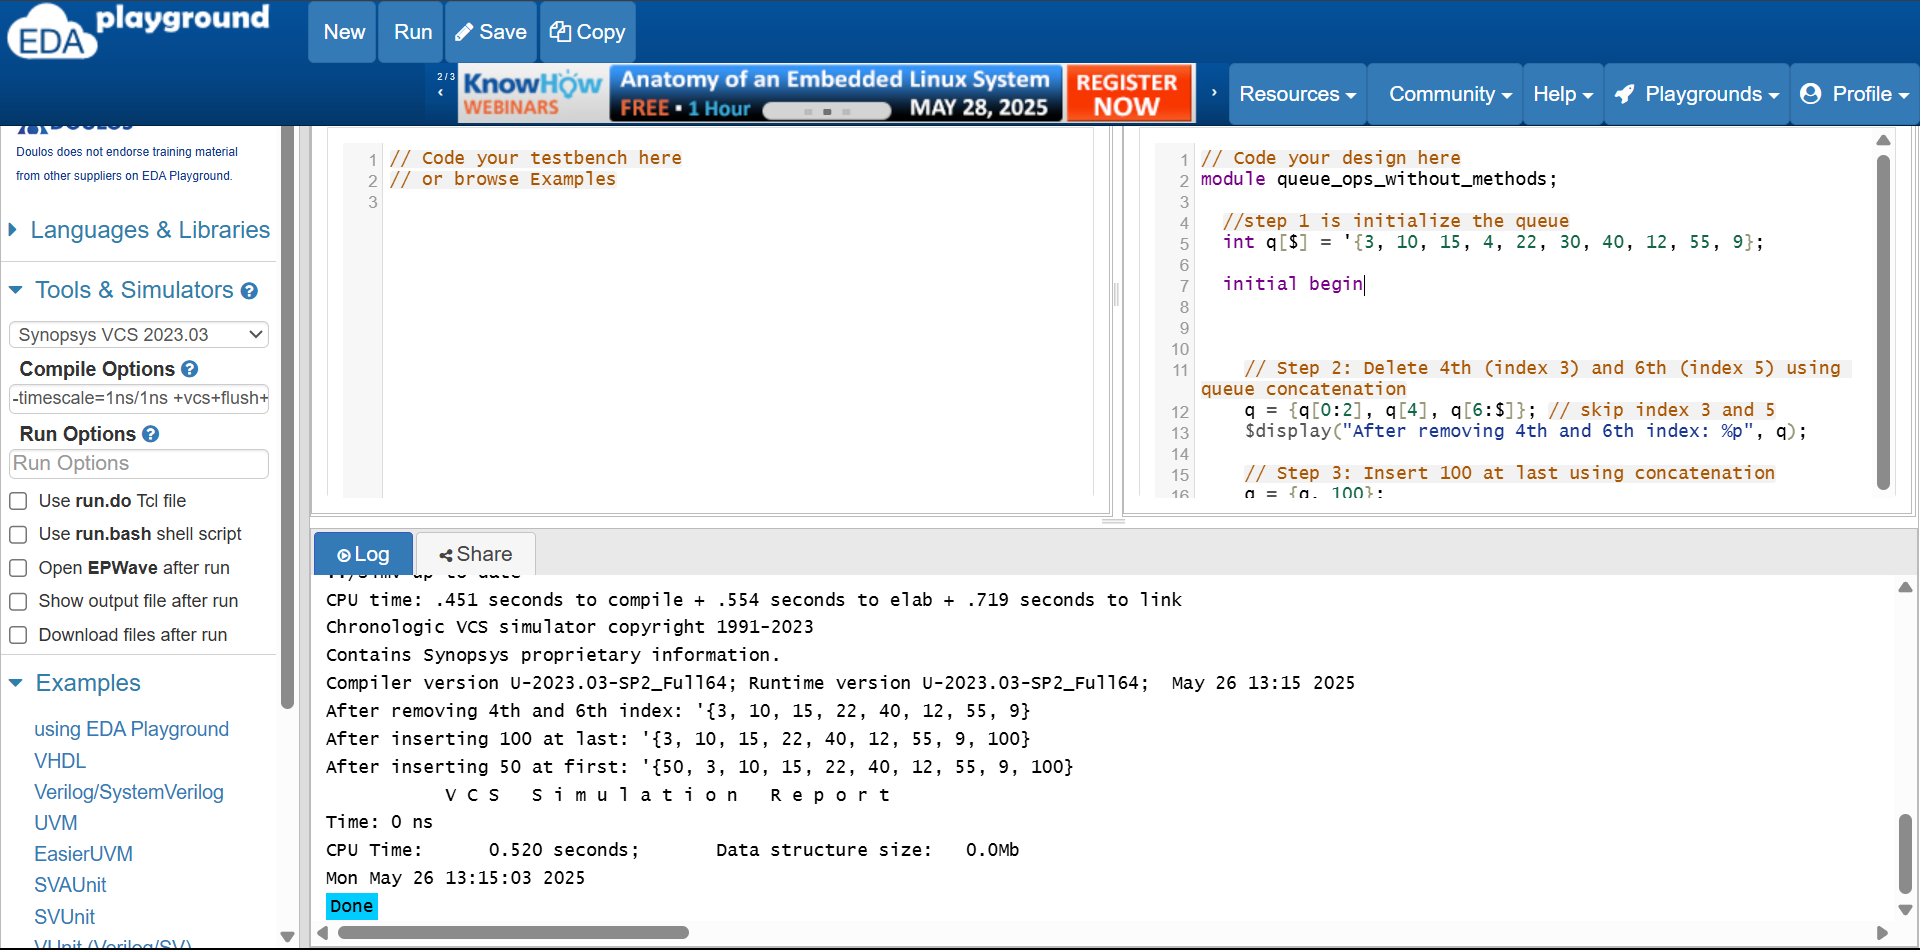 EDA playground
New
Run
Save
Copy
2/3
KnowHow
WEBINARS
Anatomy of an Embedded Linux System
FREE • 1 Hour
MAY 28, 2025
REGISTER
NOW
Resources
Community
Help
Playgrounds
Profile
DOULOS
Doulos does not endorse training material
from other suppliers on EDA Playground.
Languages & Libraries
Tools & Simulators
Synopsys VCS 2023.03
Compile Options
-timescale=1ns/1ns +vcs+flush+
Run Options
Run Options
Use run.do Tcl file
Use run.bash shell script
Open EPWave after run
Show output file after run
Download files after run
Examples
using EDA Playground
VHDL
Verilog/SystemVerilog
UVM
EasierUVM
SVAUnit
SVUnit
VUnit (Verilog/SV)
1 // Code your testbench here
2 // or browse Examples
3
1 // Code your design here
2 module queue_ops_without_methods;
3
4 //step 1 is initialize the queue
5 int q[$] = '{3, 10, 15, 4, 22, 30, 40, 12, 55, 9};
6
7 initial begin
8
9
10
11 // Step 2: Delete 4th (index 3) and 6th (index 5) using
queue concatenation
12 q = {q[0:2], q[4], q[6:$]}; // skip index 3 and 5
13 $display("After removing 4th and 6th index: %p", q);
14
15 // Step 3: Insert 100 at last using concatenation
16 q = {q, 100};
Log
Share
../simv up to date
CPU time: .451 seconds to compile + .554 seconds to elab + .719 seconds to link
Chronologic VCS simulator copyright 1991-2023
Contains Synopsys proprietary information.
Compiler version U-2023.03-SP2_Full64; Runtime version U-2023.03-SP2_Full64; May 26 13:15 2025
After removing 4th and 6th index: '{3, 10, 15, 22, 40, 12, 55, 9}
After inserting 100 at last: '{3, 10, 15, 22, 40, 12, 55, 9, 100}
After inserting 50 at first: '{50, 3, 10, 15, 22, 40, 12, 55, 9, 100}
V C S S i m u l a t i o n R e p o r t
Time: 0 ns
CPU Time: 0.520 seconds; Data structure size: 0.0Mb
Mon May 26 13:15:03 2025
Done